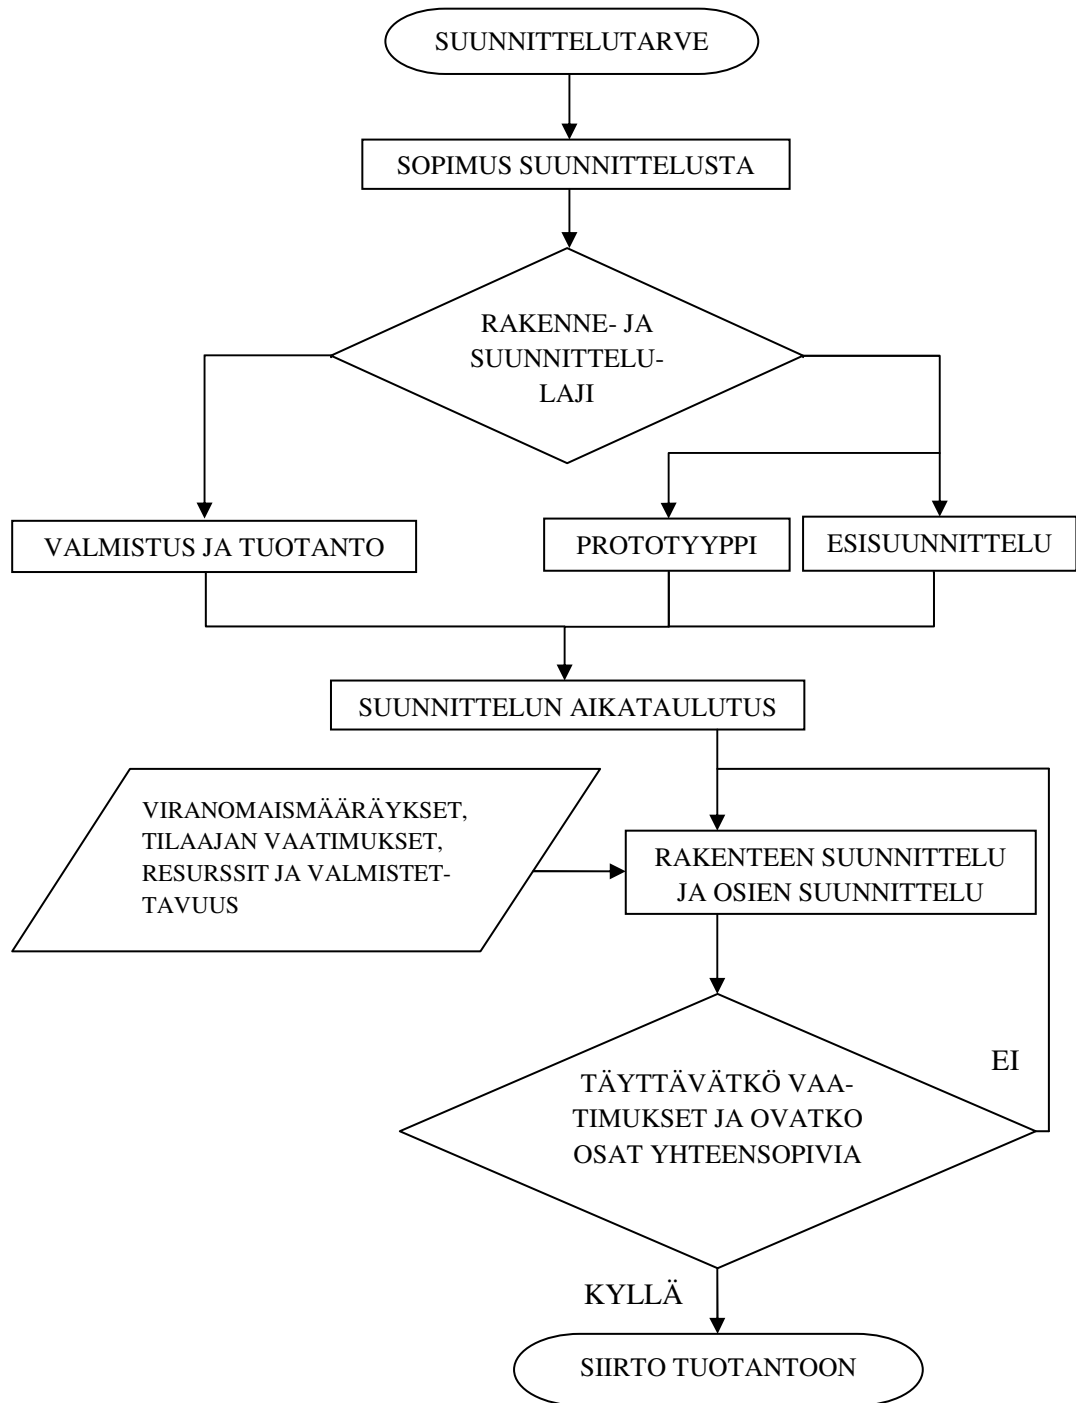 SUUNNITTELUTARVE
SOPIMUS SUUNNITTELUSTA
RAKENNE- JA
SUUNNITTELU-
LAJI
VALMISTUS JA TUOTANTO
PROTOTYYPPI
ESISUUNNITTELU
SUUNNITTELUN AIKATAULUTUS
VIRANOMAISMÄÄRÄYKSET,
TILAAJAN VAATIMUKSET,
RESURSSIT JA VALMISTET-
TAVUUS
RAKENTEEN SUUNNITTELU
JA OSIEN SUUNNITTELU
TÄYTTÄVÄTKÖ VAA-
TIMUKSET JA OVATKO
OSAT YHTEENSOPIVIA
EI
KYLLÄ
SIIRTO TUOTANTOON